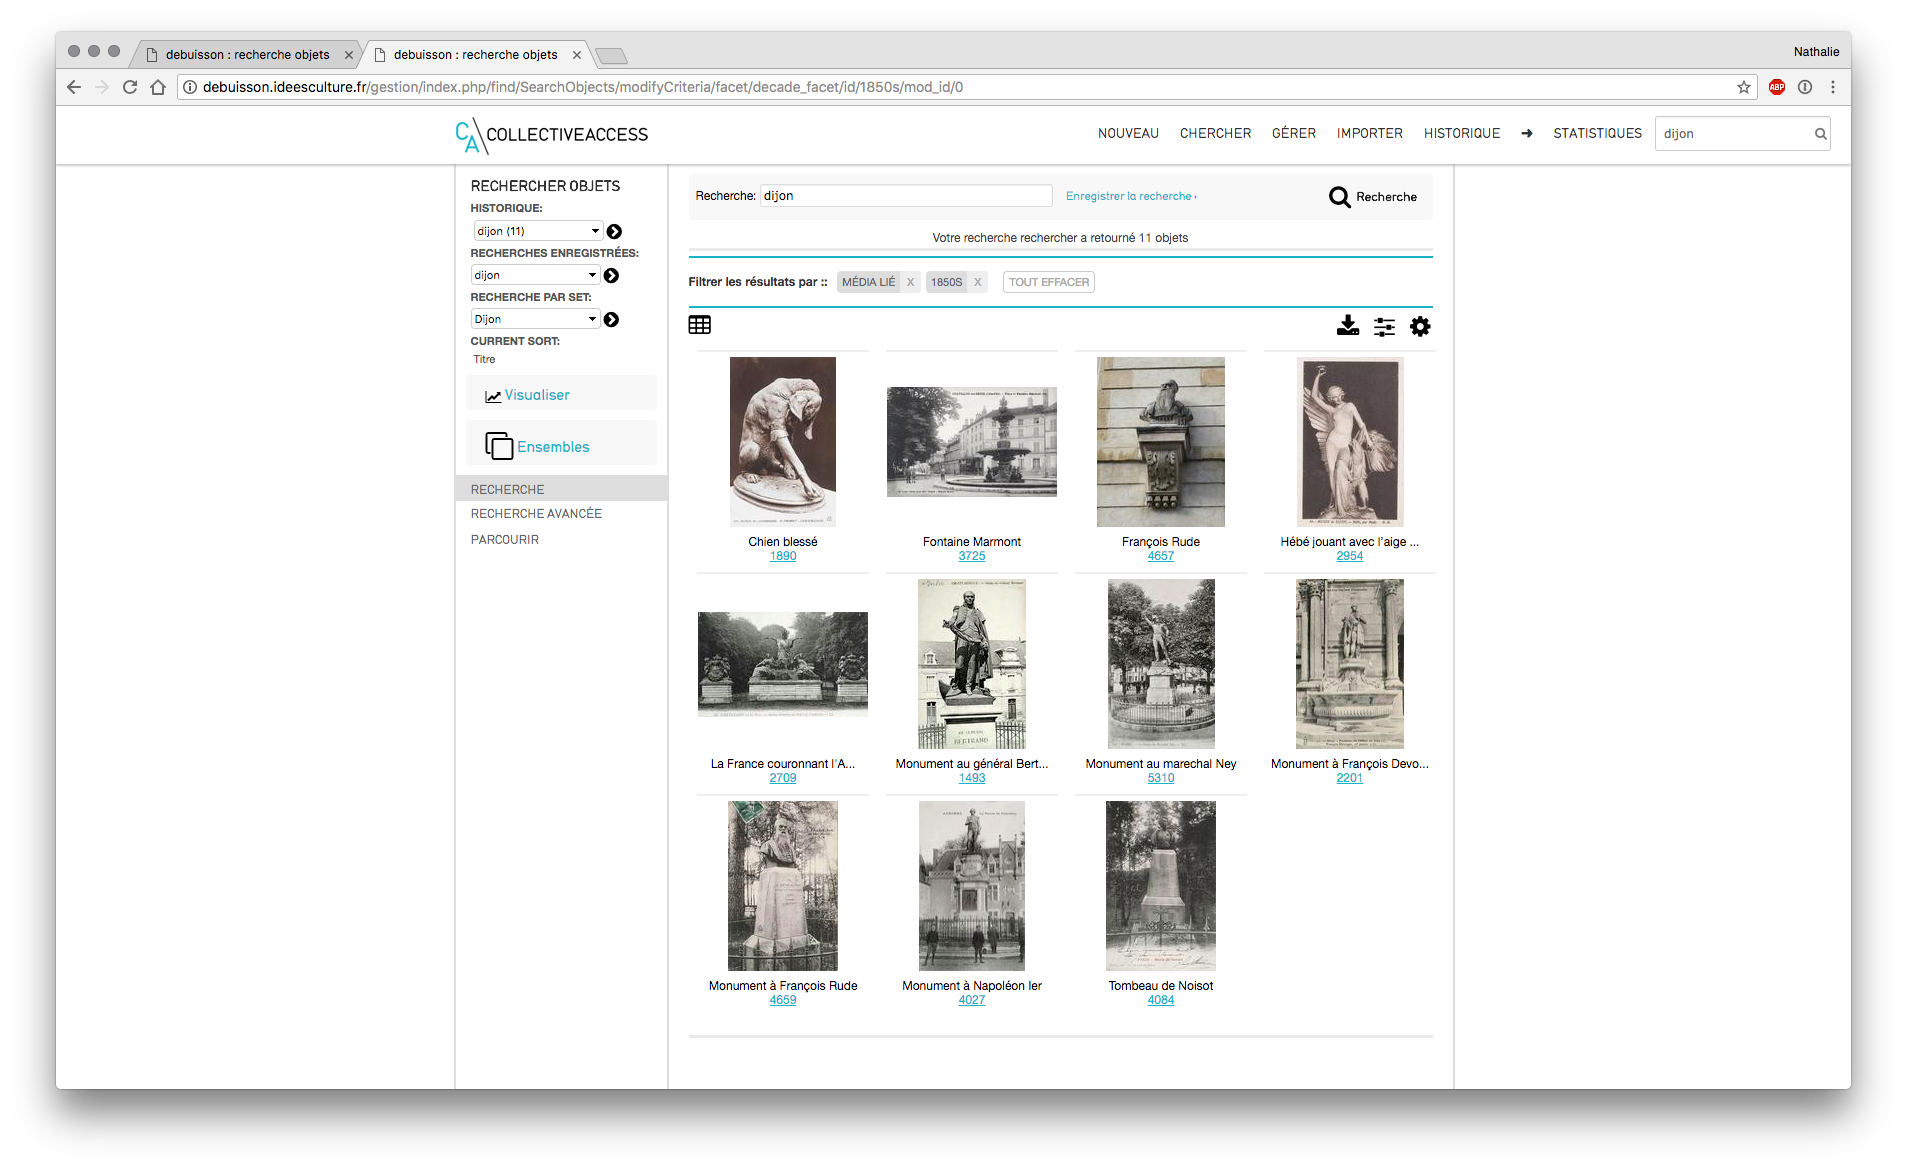 debuisson : recherche objets
debuisson : recherche objets
Nathalie
debuisson.ideesculture.fr/gestion/index.php/find/SearchObjects/modifyCriteria/facet/decade_facet/id/1850s/mod_id/0
ABP
CA COLLECTIVEACCESS
NOUVEAU CHERCHER GÉRER IMPORTER HISTORIQUE STATISTIQUES dijon
RECHERCHER OBJETS
HISTORIQUE:
dijon (11)
RECHERCHES ENREGISTRÉES:
dijon
RECHERCHE PAR SET:
Dijon
CURRENT SORT:
Titre
Visualiser
Ensembles
RECHERCHE
RECHERCHE AVANCÉE
PARCOURIR
Recherche: dijon Enregistrer la recherche › Recherche
Votre recherche rechercher a retourné 11 objets
Filtrer les résultats par :: MÉDIA LIÉ X 1850S X TOUT EFFACER
Chien blessé
1890
Fontaine Marmont
3725
François Rude
4657
Hébé jouant avec l'aige ...
2954
La France couronnant l'A...
2709
BERTRAND
Monument au général Bert...
1493
Monument au marechal Ney
5310
Monument à François Devo...
2201
Monument à François Rude
4659
Monument à Napoléon Ier
4027
Tombeau de Noisot
4084